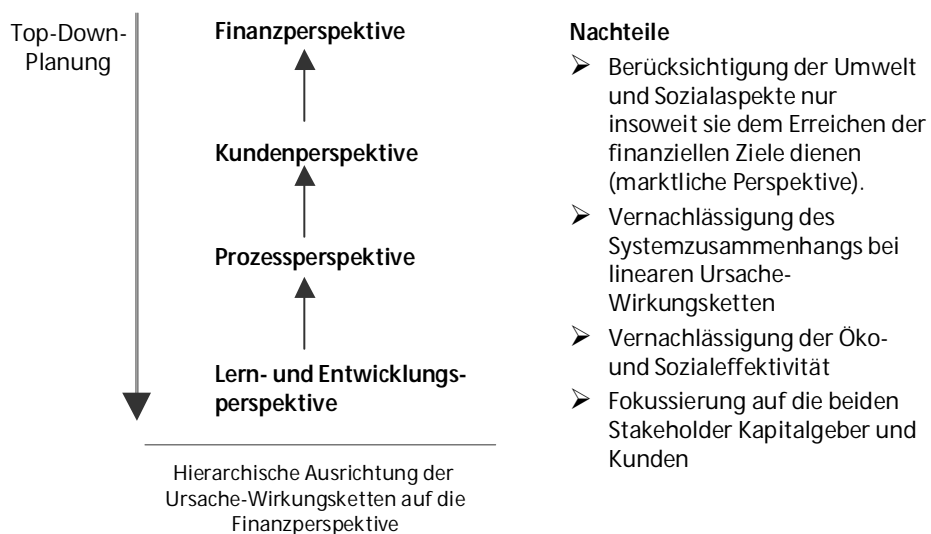 Top-Down-
Planung
Finanzperspektive
Kundenperspektive
Prozessperspektive
Lern- und Entwicklungs-
perspektive
Hierarchische Ausrichtung der
Ursache-Wirkungsketten auf die
Finanzperspektive
Nachteile
➢ Berücksichtigung der Umwelt
und Sozialaspekte nur
insoweit sie dem Erreichen der
finanziellen Ziele dienen
(marktliche Perspektive).
➢ Vernachlässigung des
Systemzusammenhangs bei
linearen Ursache-
Wirkungsketten
➢ Vernachlässigung der Öko-
und Sozialeffektivität
➢ Fokussierung auf die beiden
Stakeholder Kapitalgeber und
Kunden